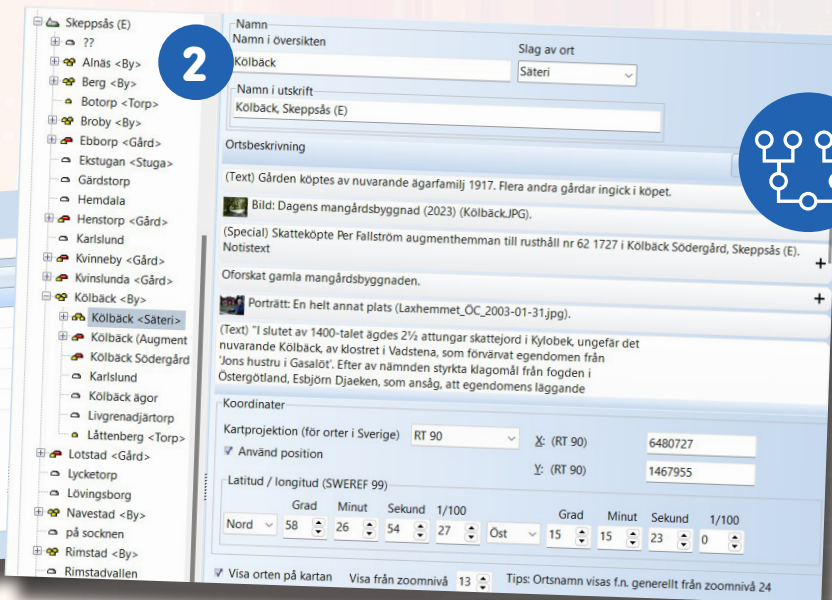 Skeppsås (E)
??
Alnäs <By>
Berg <By>
Botorp <Torp>
Broby <By>
Ebborp <Gård>
Ekstugan <Stuga>
Gärdstorp
Hemdala
Henstorp <Gård>
Karlslund
Kvinneby <Gård>
Kvinslunda <Gård>
Kölbäck <By>
Kölbäck <Säteri>
Kölbäck (Augment
Kölbäck Södergård
Karlslund
Kölbäck ägor
Livgrenadjärtorp
Låttenberg <Torp>
Lotstad <Gård>
Lycketorp
Lövingsborg
Navestad <By>
på socknen
Rimstad <By>
Rimstadvallen
2
Namn
Namn i översikten
Slag av ort
Kölbäck
Säteri
Namn i utskrift
Kölbäck, Skeppsås (E)
Ortsbeskrivning
(Text) Gården köptes av nuvarande ägarfamilj 1917. Flera andra gårdar ingick i köpet.
Bild: Dagens mangårdsbyggnad (2023) (Kölbäck.JPG).
(Special) Skatteköpte Per Fallström augmenthemman till rusthåll nr 62 1727 i Kölbäck Södergård, Skeppsås (E).
Notistext
+
Oforskat gamla mangårdsbyggnaden.
+
Porträtt: En helt annat plats (Laxhemmet_ÖC_2003-01-31.jpg).
(Text) "I slutet av 1400-talet ägdes 2½ attungar skattejord i Kylobek, ungefär det
nuvarande Kölbäck, av klostret i Vadstena, som förvärvat egendomen från
'Jons hustru i Gasalöt'. Efter av nämnden styrkta klagomål från fogden i
Östergötland, Esbjörn Djaeken, som ansåg, att egendomens läggande
Koordinater
Kartprojektion (för orter i Sverige) RT 90 X: (RT 90) 6480727
Använd position Y: (RT 90) 1467955
Latitud / longitud (SWEREF 99)
Grad Minut Sekund 1/100 Grad Minut Sekund 1/100
Nord 58 26 54 27 Öst 15 15 23 0
Visa orten på kartan Visa från zoomnivå 13 Tips: Ortsnamn visas f.n. generellt från zoomnivå 24